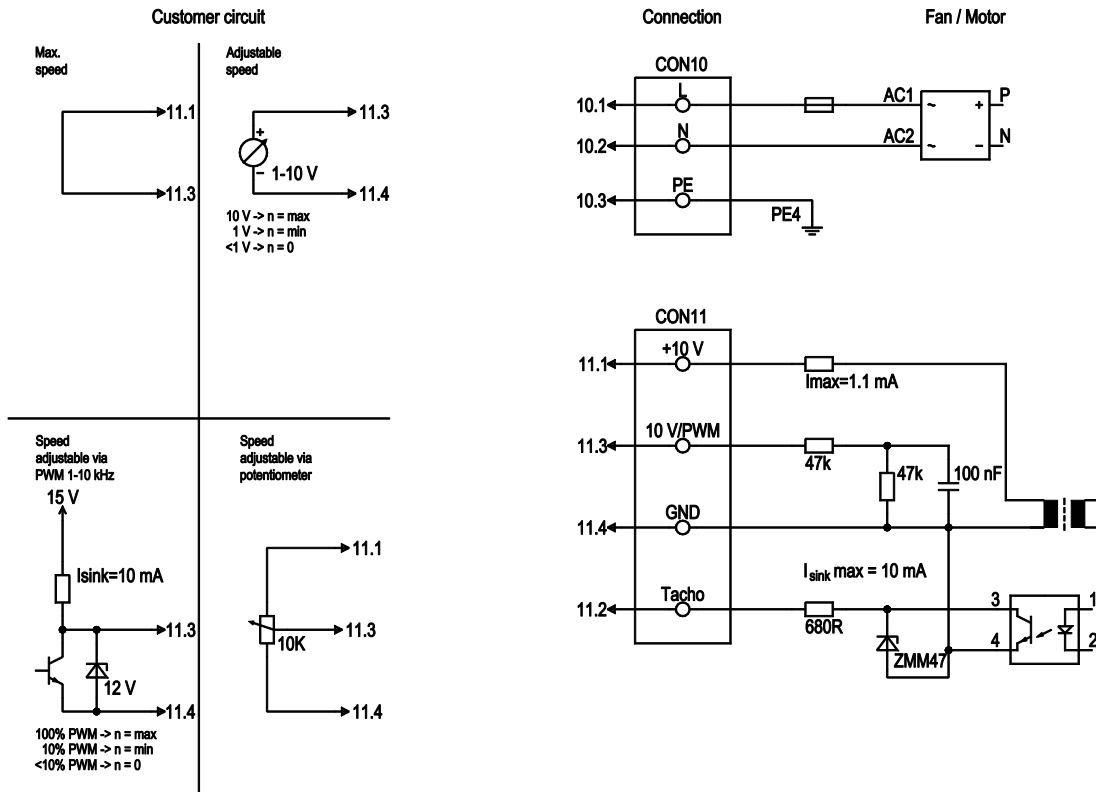 Customer circuit
Connection
Fan / Motor
Max.
speed
11.1
11.3
Adjustable
speed
11.3
+
− 1-10 V
11.4
10 V -> n = max
1 V -> n = min
<1 V -> n = 0
CON10
10.1
L
AC1
~
+
P
10.2
N
AC2
~
−
N
10.3
PE
PE4
CON11
11.1
+10 V
Imax=1.1 mA
11.3
10 V/PWM
47k
47k
100 nF
11.4
GND
Isink max = 10 mA
11.2
Tacho
680R
3
1
4
2
ZMM47
Speed
adjustable via
PWM 1-10 kHz
15 V
Isink=10 mA
11.3
12 V
11.4
100% PWM -> n = max
10% PWM -> n = min
<10% PWM -> n = 0
Speed
adjustable via
potentiometer
11.1
11.3
10K
11.4